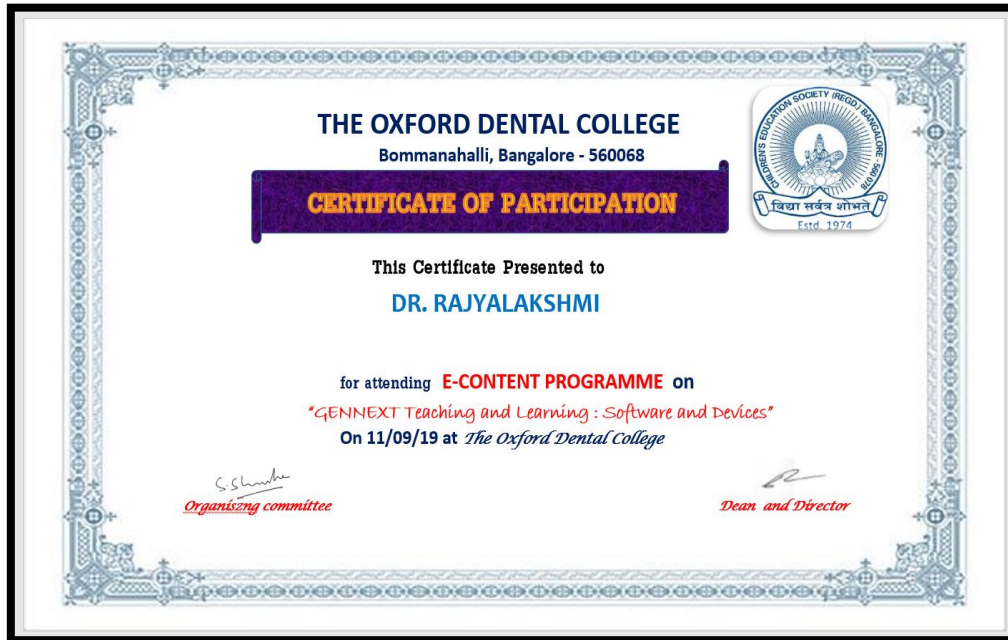 THE OXFORD DENTAL COLLEGE
Bommanahalli, Bangalore - 560068
CHILDREN'S EDUCATION SOCIETY (REGD.) BANGALORE - 560 078
विद्या सर्वत्र शोभते
Estd. 1974
CERTIFICATE OF PARTICIPATION
This Certificate Presented to
DR. RAJYALAKSHMI
for attending E-CONTENT PROGRAMME on
"GENNEXT Teaching and Learning : Software and Devices"
On 11/09/19 at The Oxford Dental College
Organiszng committee
Dean and Director